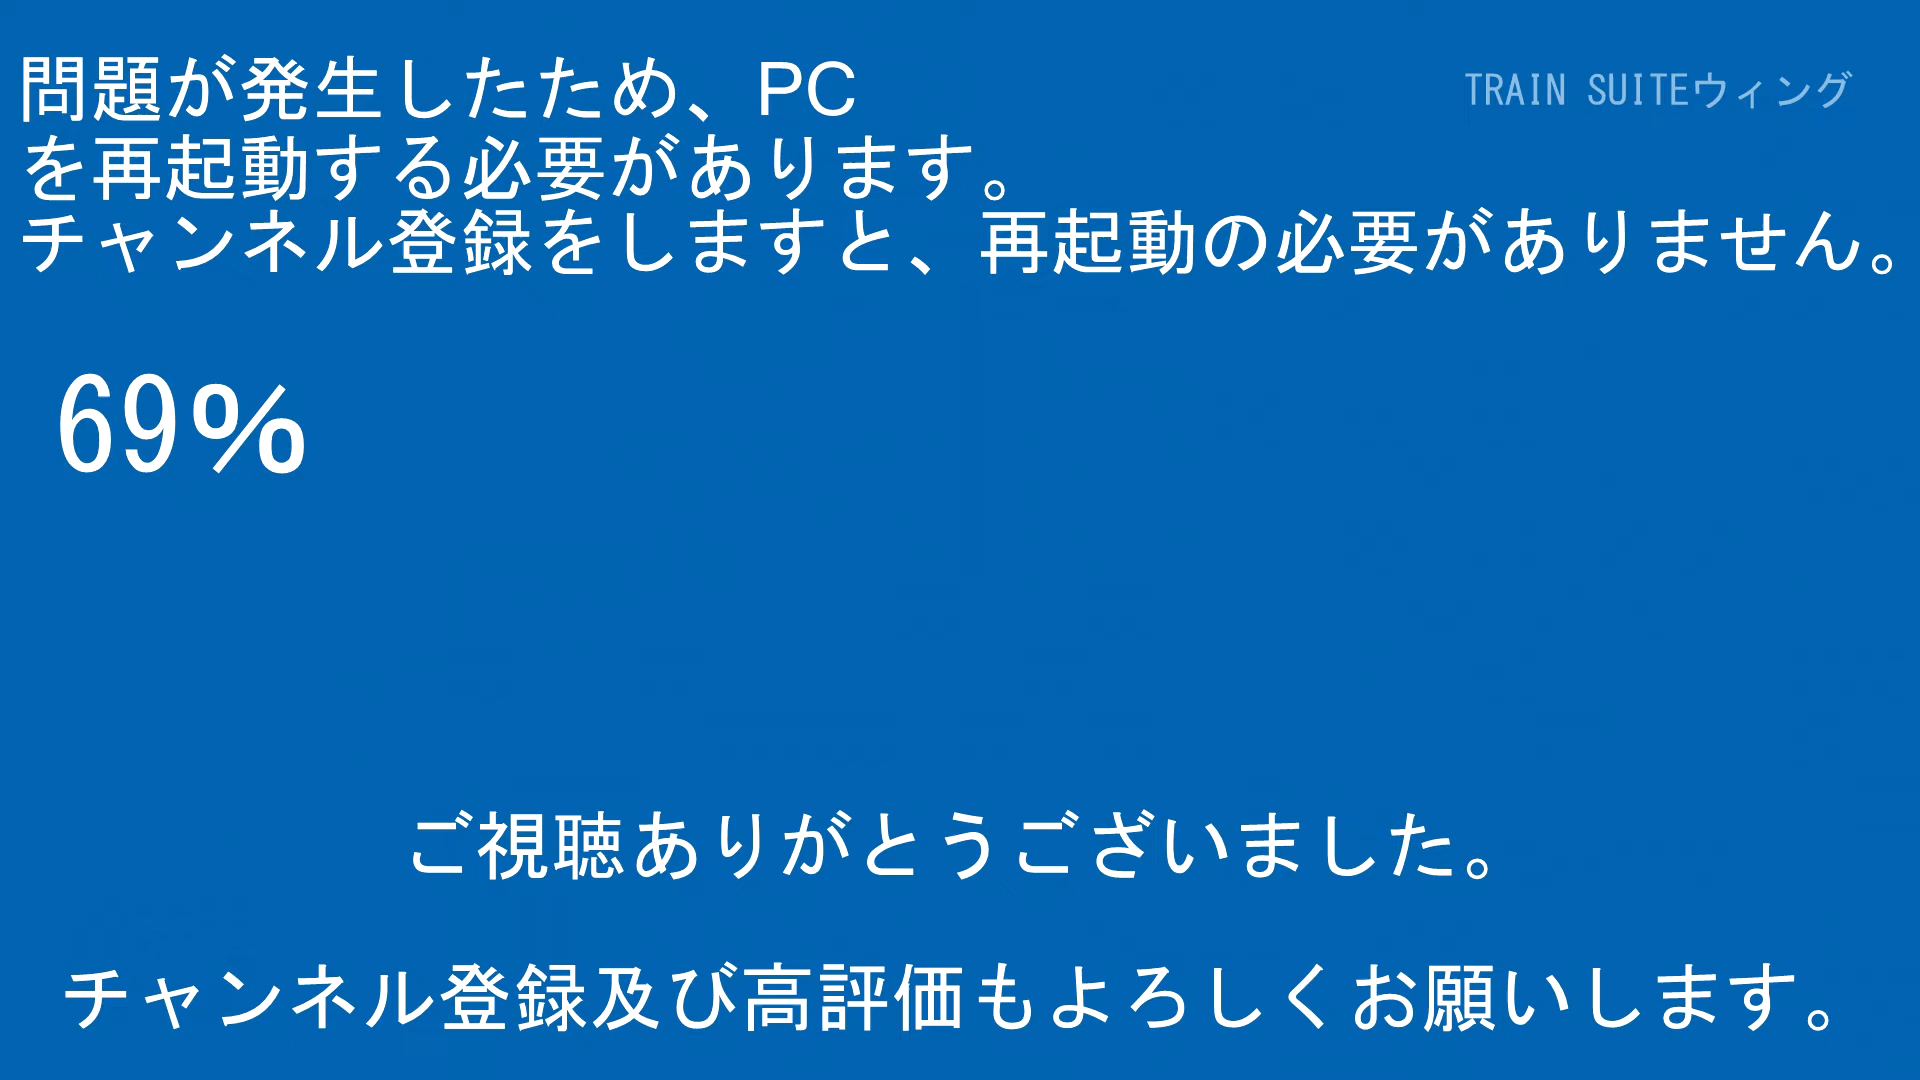 問題が発生したため、PC
TRAIN SUITEウィング
を再起動する必要があります。
チャンネル登録をしますと、再起動の必要がありません。
69%
ご視聴ありがとうございました。
チャンネル登録及び高評価もよろしくお願いします。